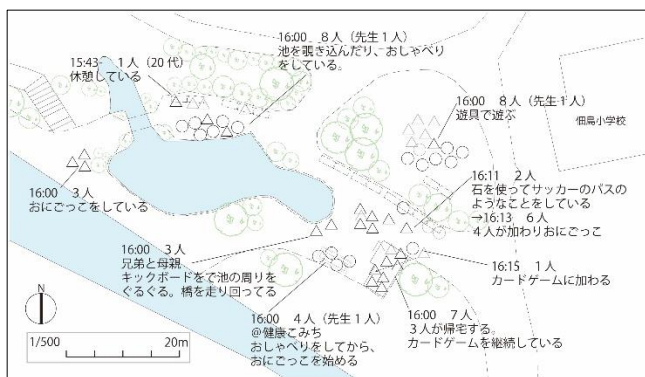 16:00　８人（先生１人）
池を覗き込んだり、おしゃべり
をしている。
15:43-　１人（20 代）
休憩している
16:00　８人（先生１人）
遊具で遊ぶ
佃島小学校
16:00　３人
おにごっこをしている
16:11　２人
石を使ってサッカーのパスの
ようなことをしている
→16:13　６人
４人が加わりおにごっこ
16:00　３人
兄弟と母親
キックボードをで池の周りを
ぐるぐる。橋を走り回ってる
16:15　１人
カードゲームに加わる
16:00　４人（先生１人）
@健康こみち
おしゃべりをしてから、
おにごっこを始める
16:00　７人
３人が帰宅する。
カードゲームを継続している
N
1/500
20m